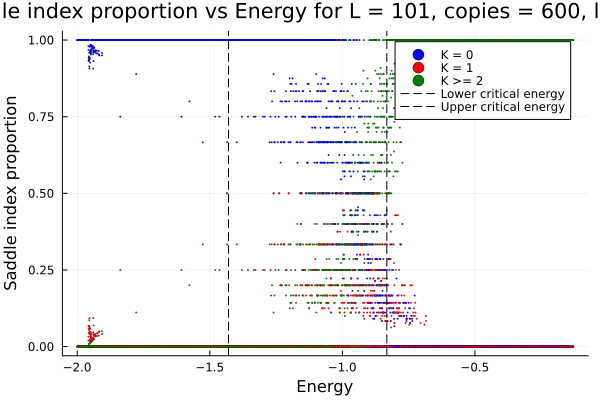 le index proportion vs Energy for L = 101, copies = 600, l
1.00
K = 0
K = 1
K >= 2
Lower critical energy
Upper critical energy
0.75
Saddle index proportion
0.50
0.25
0.00
−2.0 −1.5 −1.0 −0.5
Energy